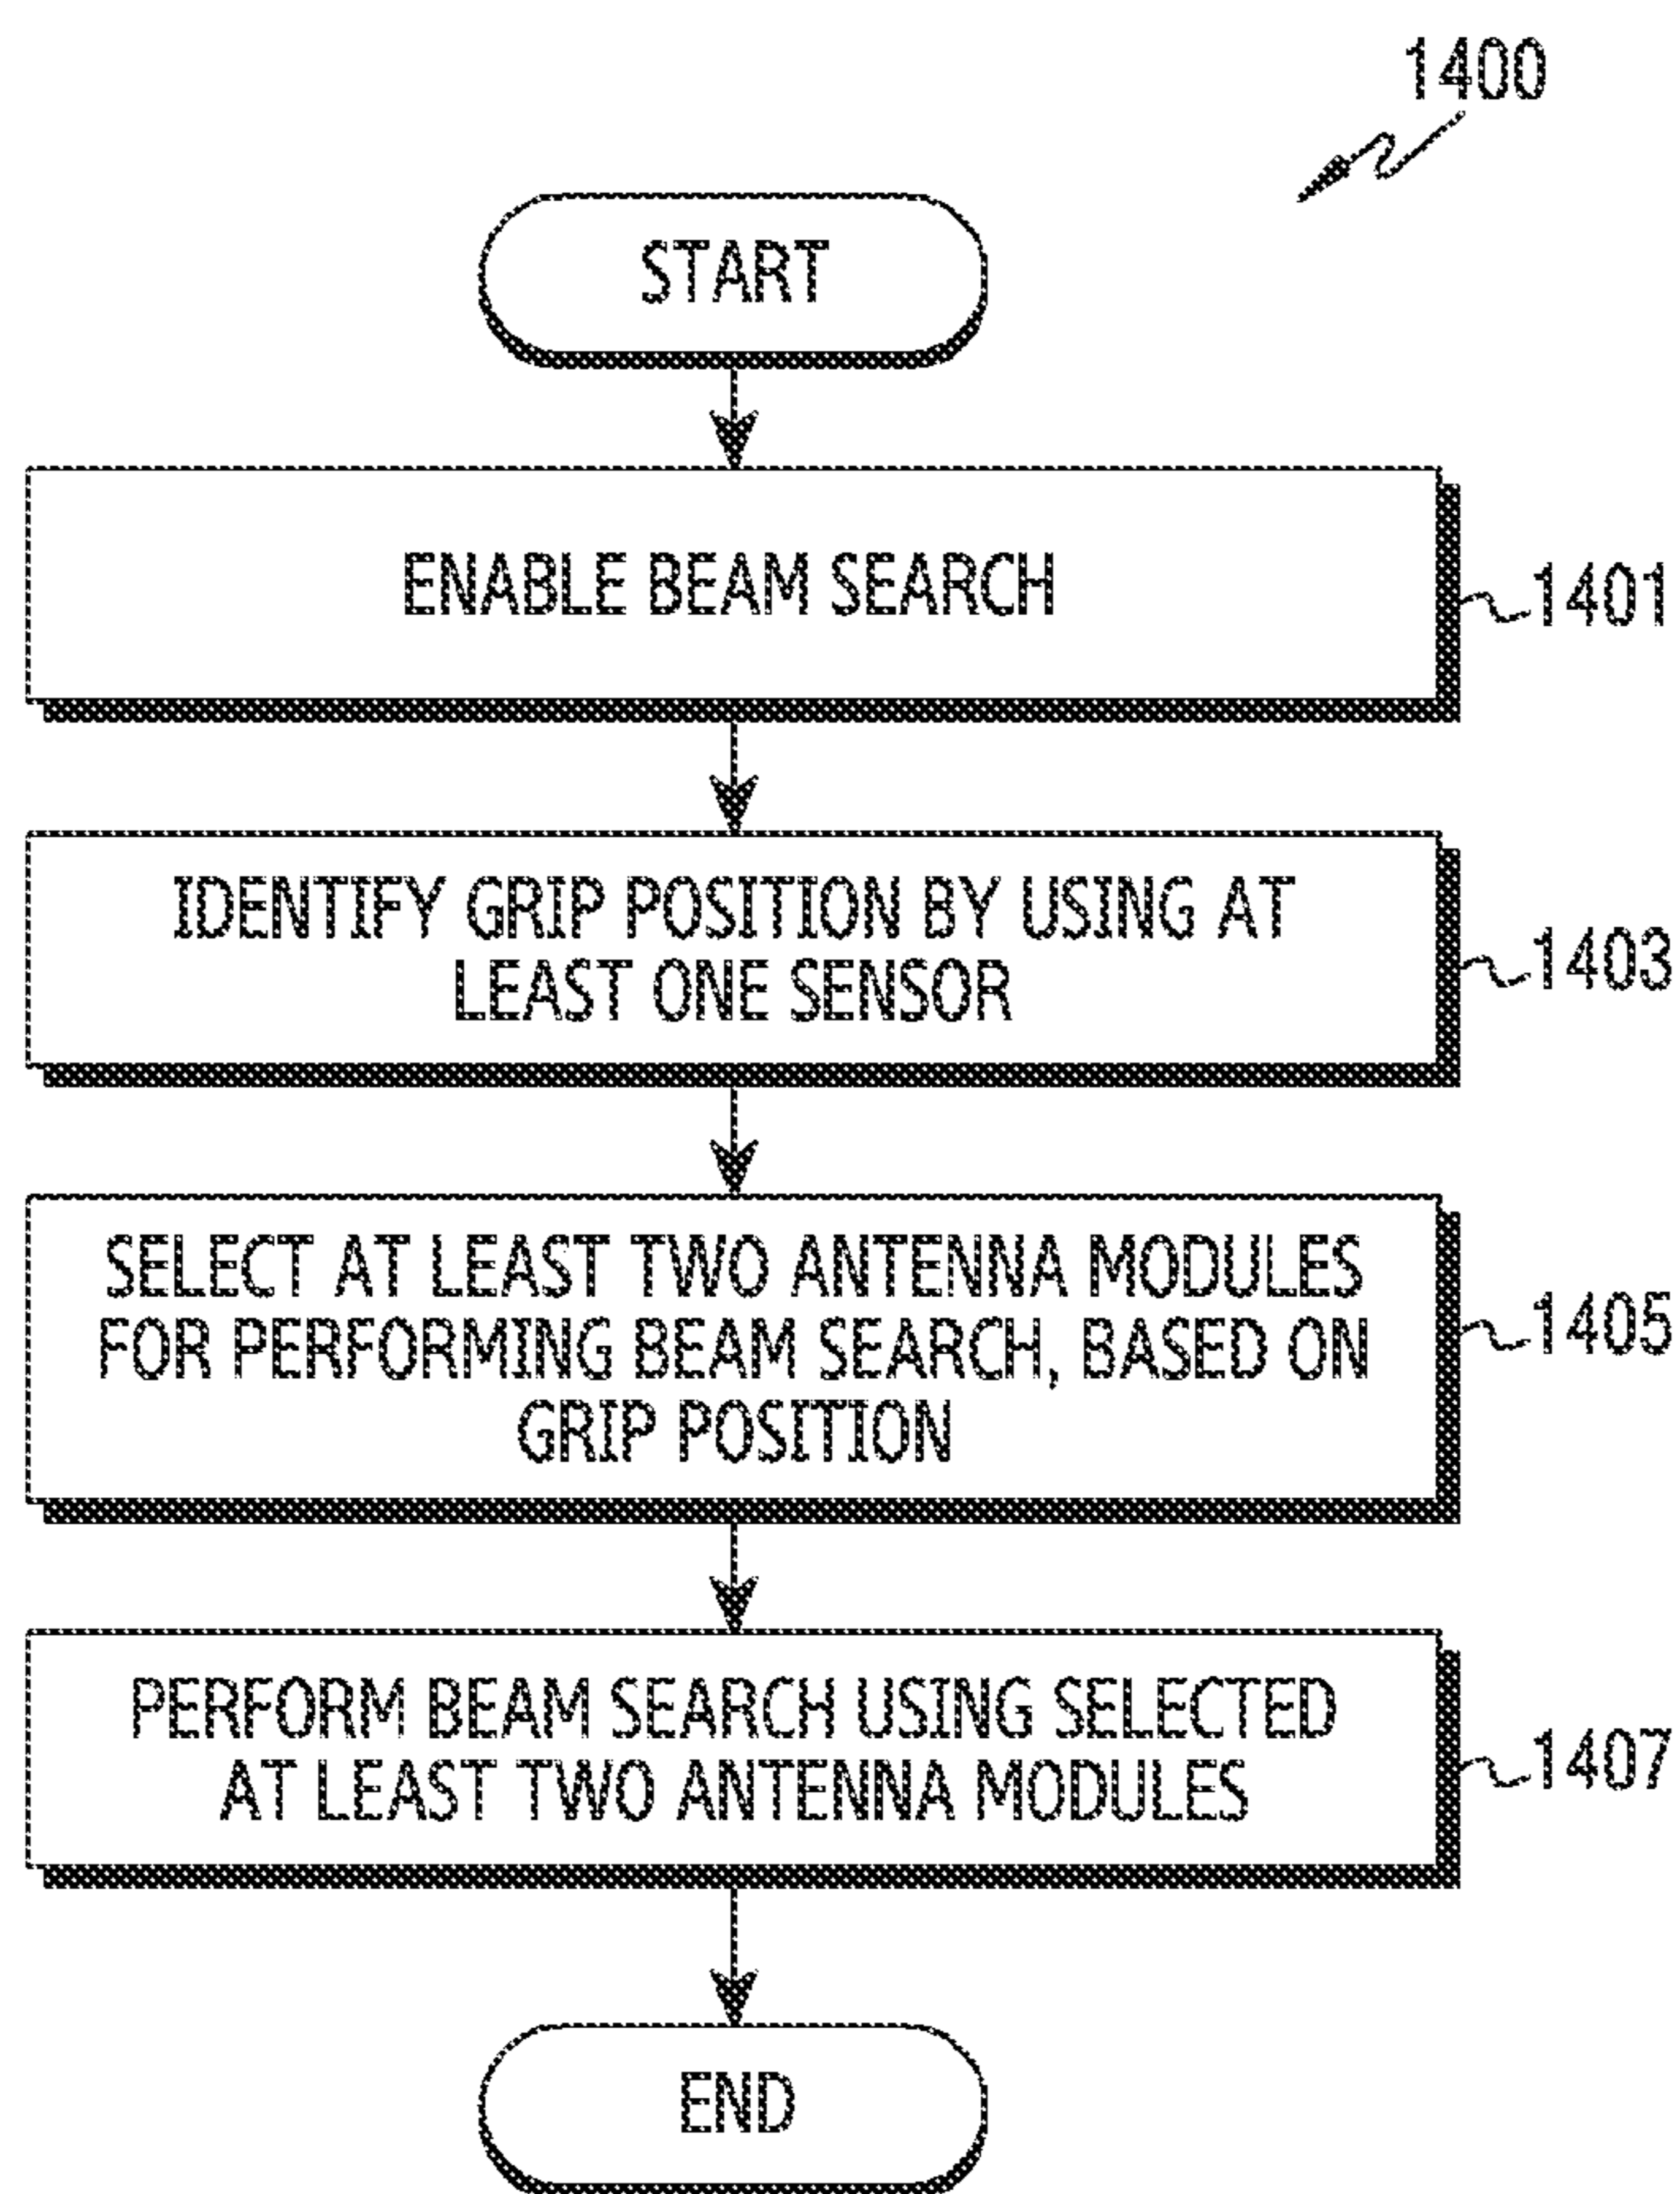 1400
START
ENABLE BEAM SEARCH
1401
IDENTIFY GRIP POSITION BY USING AT
LEAST ONE SENSOR
1403
SELECT AT LEAST TWO ANTENNA MODULES
FOR PERFORMING BEAM SEARCH, BASED ON
GRIP POSITION
1405
PERFORM BEAM SEARCH USING SELECTED
AT LEAST TWO ANTENNA MODULES
1407
END